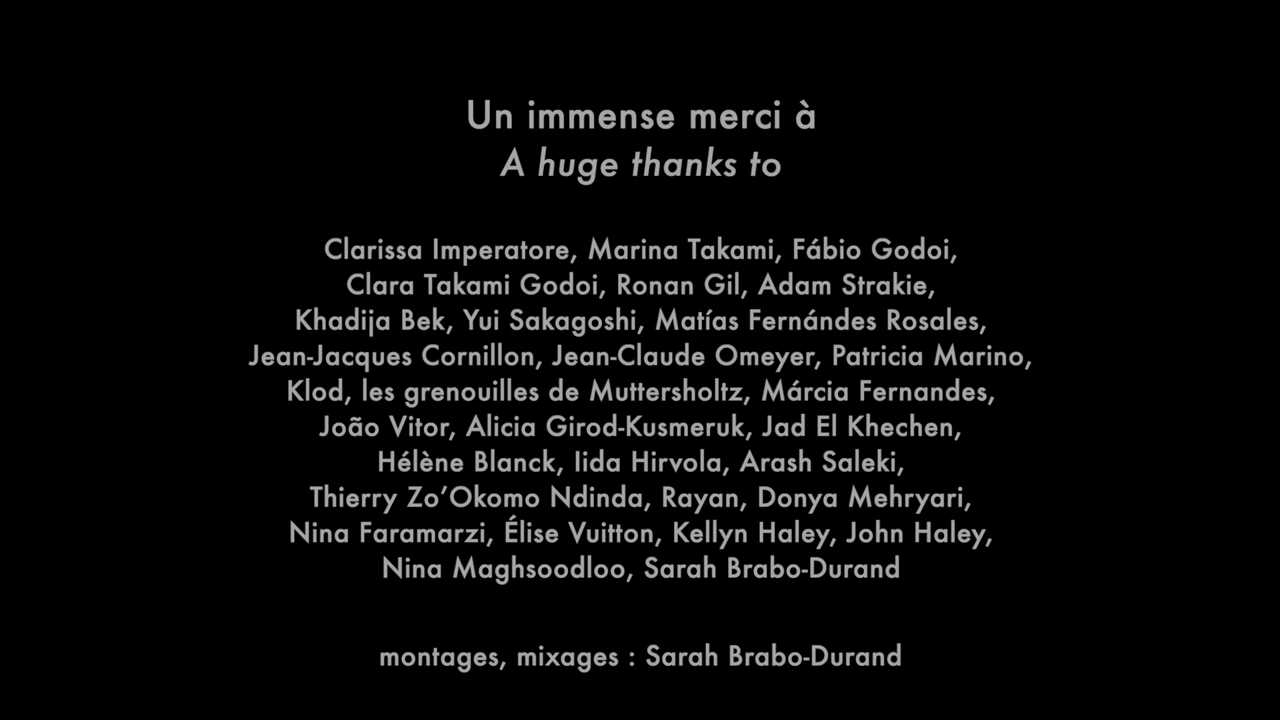 Un immense merci à
A huge thanks to
Clarissa Imperatore, Marina Takami, Fábio Godoi,
Clara Takami Godoi, Ronan Gil, Adam Strakie,
Khadija Bek, Yui Sakagoshi, Matías Fernándes Rosales,
Jean-Jacques Cornillon, Jean-Claude Omeyer, Patricia Marino,
Klod, les grenouilles de Muttersholtz, Márcia Fernandes,
João Vitor, Alicia Girod-Kusmeruk, Jad El Khechen,
Hélène Blanck, Iida Hirvola, Arash Saleki,
Thierry Zo’Okomo Ndinda, Rayan, Donya Mehryari,
Nina Faramarzi, Élise Vuitton, Kellyn Haley, John Haley,
Nina Maghsoodloo, Sarah Brabo-Durand
montages, mixages : Sarah Brabo-Durand